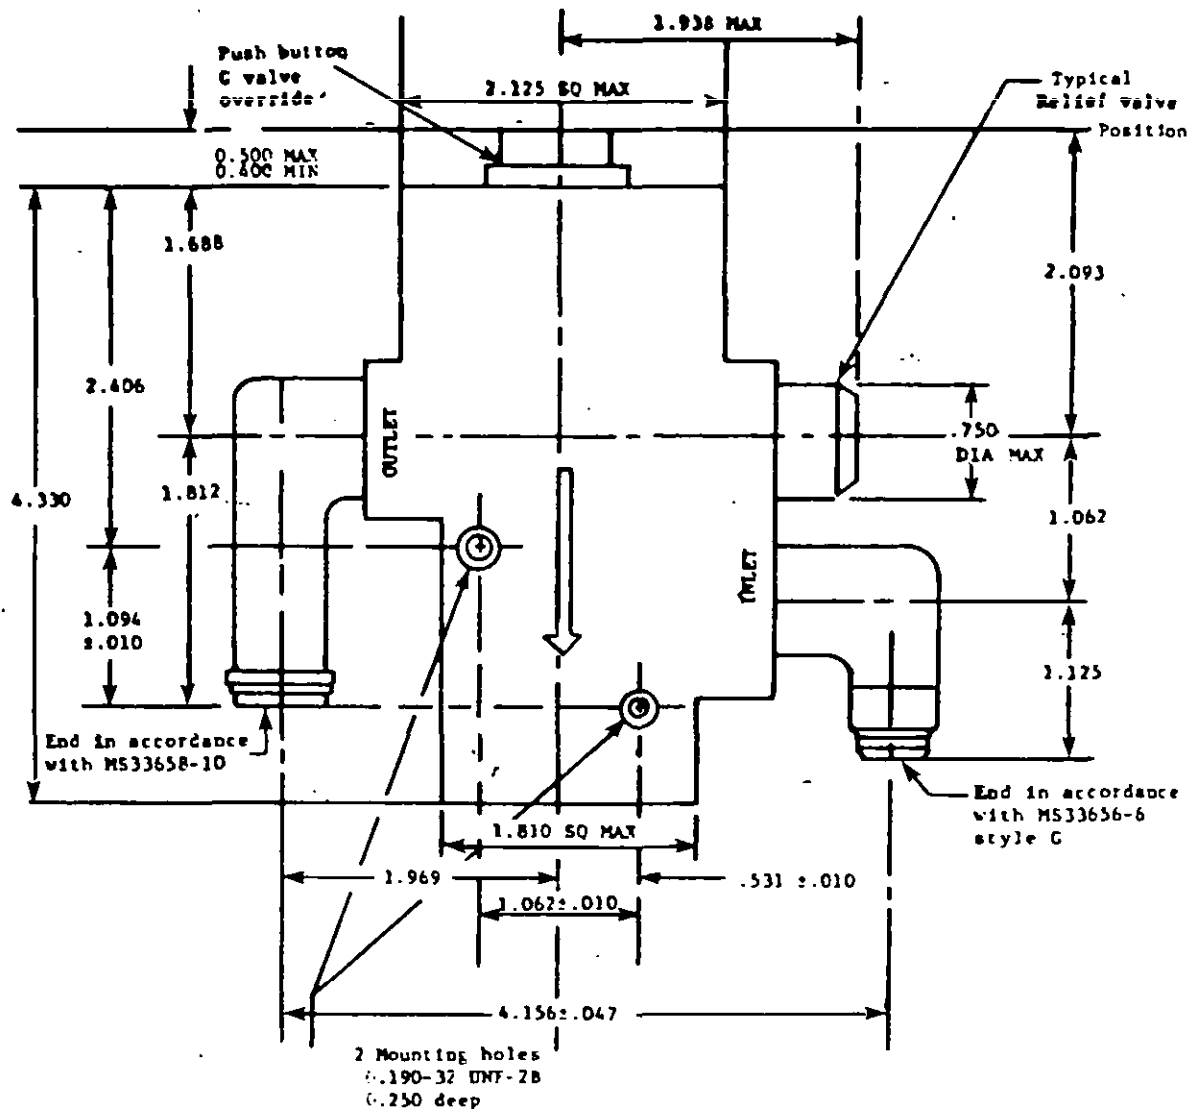 1.938 MAX
Push button
G valve
override
2.125 SQ MAX
Typical
Relief valve
Position
0.500 MAX
0.400 MIN
1.688
2.093
2.406
OUTLET
.750
DIA MAX
4.330
1.812
1.062
INLET
1.094
±.010
1.125
End in accordance
with MS33658-10
End in accordance
with MS33656-6
style G
1.810 SQ MAX
1.969
.531 ±.010
1.062±.010
4.156±.047
2 Mounting holes
0.190-32 UNF-2B
0.250 deep